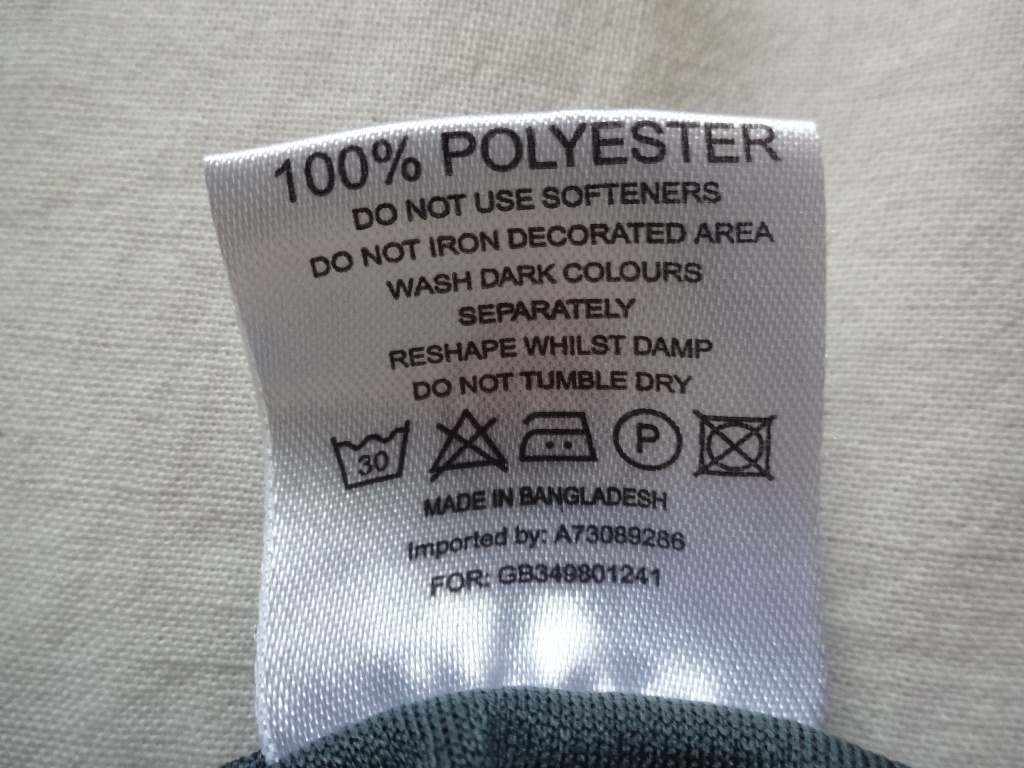 100% POLYESTER
DO NOT USE SOFTENERS
DO NOT IRON DECORATED AREA
WASH DARK COLOURS
SEPARATELY
RESHAPE WHILST DAMP
DO NOT TUMBLE DRY
30 P
MADE IN BANGLADESH
Imported by: A73089286
FOR: GB349801241